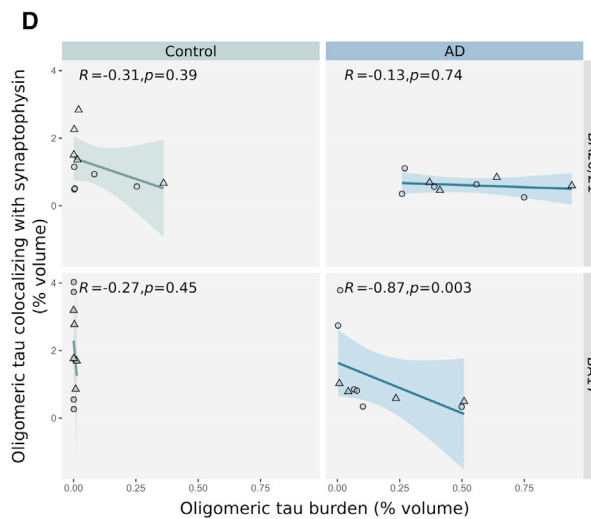 D
Control
AD
R=-0.31,p=0.39
R=-0.13,p=0.74
R=-0.27,p=0.45
R=-0.87,p=0.003
4
2
0
4
2
0
Oligomeric tau colocalizing with synaptophysin
(% volume)
0.00
0.25
0.50
0.75
0.00
0.25
0.50
0.75
Oligomeric tau burden (% volume)